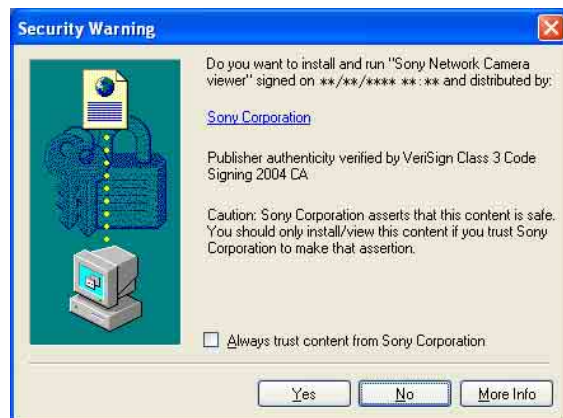 Security Warning
Do you want to install and run "Sony Network Camera
viewer" signed on **/**/**** **:** and distributed by:
Sony Corporation
Publisher authenticity verified by VeriSign Class 3 Code
Signing 2004 CA
Caution: Sony Corporation asserts that this content is safe.
You should only install/view this content if you trust Sony
Corporation to make that assertion.
Always trust content from Sony Corporation
Yes No More Info